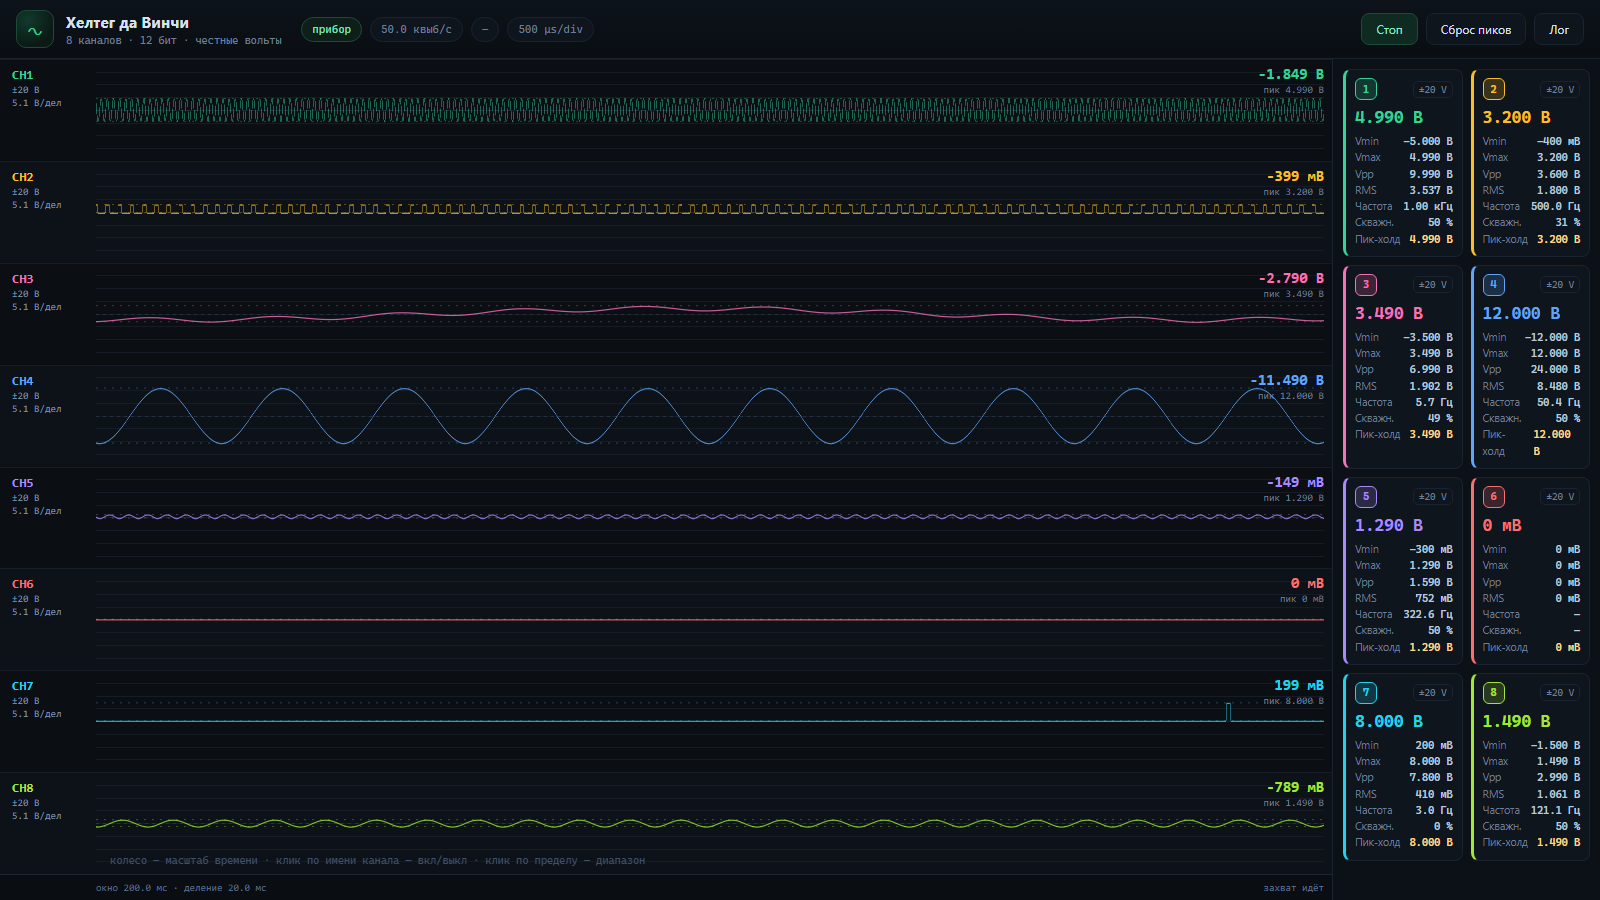 Хелтег да Винчи
8 каналов · 12 бит · честные вольты
прибор
50.0 квыб/с
—
500 µs/div
Стоп
Сброс пиков
Лог
CH1
±20 В
5.1 В/дел
-1.849 В
пик 4.990 В
CH2
±20 В
5.1 В/дел
-399 мВ
пик 3.200 В
CH3
±20 В
5.1 В/дел
-2.790 В
пик 3.490 В
CH4
±20 В
5.1 В/дел
-11.490 В
пик 12.000 В
CH5
±20 В
5.1 В/дел
-149 мВ
пик 1.290 В
CH6
±20 В
5.1 В/дел
0 мВ
пик 0 мВ
CH7
±20 В
5.1 В/дел
199 мВ
пик 8.000 В
CH8
±20 В
5.1 В/дел
-789 мВ
пик 1.490 В
колесо — масштаб времени · клик по имени канала — вкл/выкл · клик по пределу — диапазон
окно 200.0 мс · деление 20.0 мс
захват идёт
1 ±20 V
4.990 В
Vmin −5.000 В
Vmax 4.990 В
Vpp 9.990 В
RMS 3.537 В
Частота 1.00 кГц
Скважн. 50 %
Пик-холд 4.990 В
2 ±20 V
3.200 В
Vmin −400 мВ
Vmax 3.200 В
Vpp 3.600 В
RMS 1.800 В
Частота 500.0 Гц
Скважн. 31 %
Пик-холд 3.200 В
3 ±20 V
3.490 В
Vmin −3.500 В
Vmax 3.490 В
Vpp 6.990 В
RMS 1.902 В
Частота 5.7 Гц
Скважн. 49 %
Пик-холд 3.490 В
4 ±20 V
12.000 В
Vmin −12.000 В
Vmax 12.000 В
Vpp 24.000 В
RMS 8.480 В
Частота 50.4 Гц
Скважн. 50 %
Пик- 12.000
холд В
5 ±20 V
1.290 В
Vmin −300 мВ
Vmax 1.290 В
Vpp 1.590 В
RMS 752 мВ
Частота 322.6 Гц
Скважн. 50 %
Пик-холд 1.290 В
6 ±20 V
0 мВ
Vmin 0 мВ
Vmax 0 мВ
Vpp 0 мВ
RMS 0 мВ
Частота —
Скважн. —
Пик-холд 0 мВ
7 ±20 V
8.000 В
Vmin 200 мВ
Vmax 8.000 В
Vpp 7.800 В
RMS 410 мВ
Частота 3.0 Гц
Скважн. 0 %
Пик-холд 8.000 В
8 ±20 V
1.490 В
Vmin −1.500 В
Vmax 1.490 В
Vpp 2.990 В
RMS 1.061 В
Частота 121.1 Гц
Скважн. 50 %
Пик-холд 1.490 В